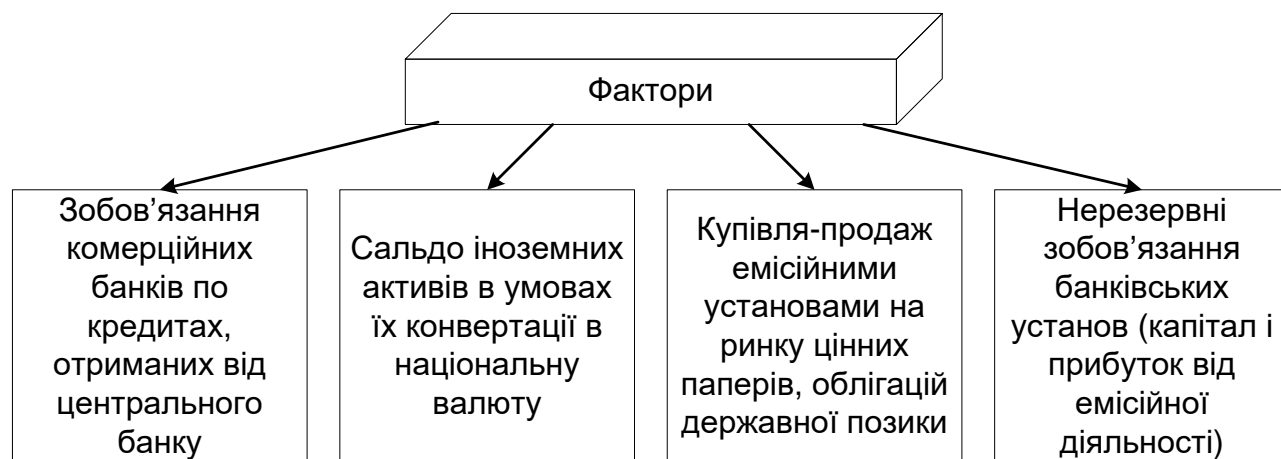 Фактори
Зобов’язання
комерційних
банків по
кредитах,
отриманих від
центрального
банку
Сальдо іноземних
активів в умовах
їх конвертації в
національну
валюту
Купівля-продаж
емісійними
установами на
ринку цінних
паперів, облігацій
державної позики
Нерезервні
зобов’язання
банківських
установ (капітал і
прибуток від
емісійної
діяльності)